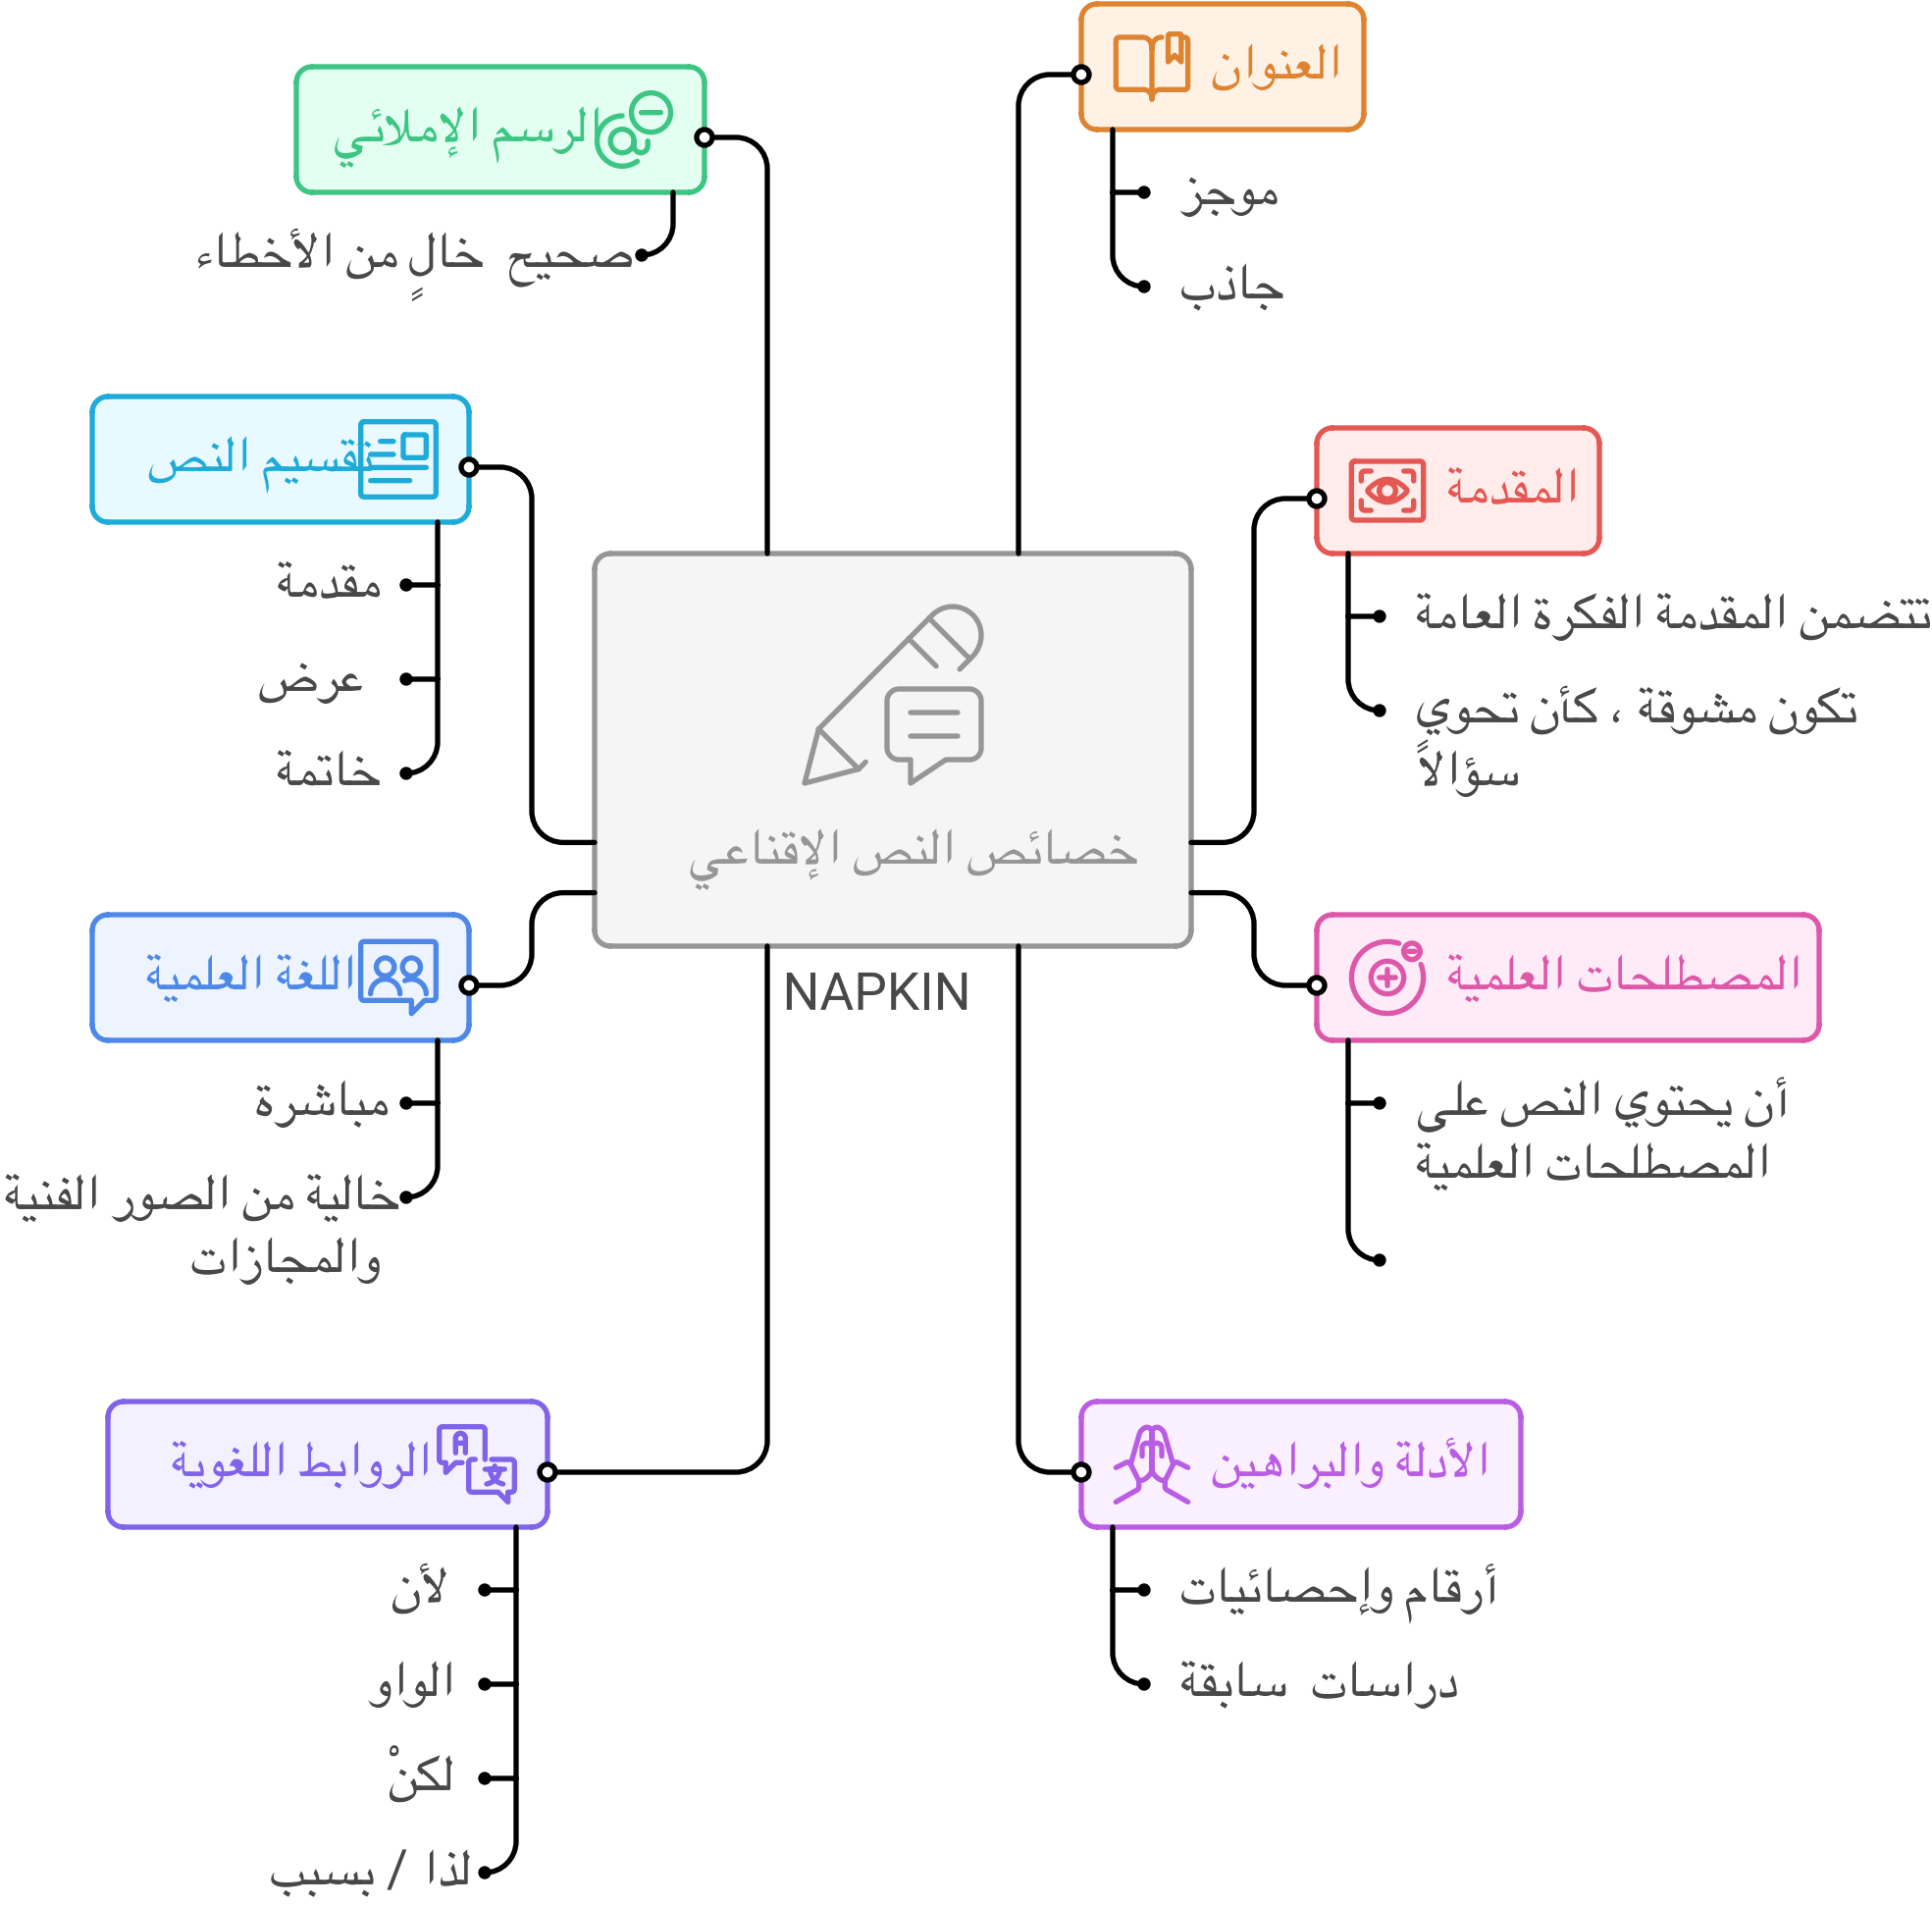 العنوان
موجز
جاذب
الرسم الإملائي
صحيح خالٍ من الأخطاء
المقدمة
تتضمن المقدمة الفكرة العامة
تكون مشوقة ، كأن تحوي
سؤالاً
تقسيم النص
مقدمة
عرض
خاتمة
خصائص النص الإقناعي
NAPKIN
المصطلحات العلمية
أن يحتوي النص على
المصطلحات العلمية
اللغة العلمية
مباشرة
خالية من الصور الفنية
والمجازات
الأدلة والبراهين
أرقام وإحصائيات
دراسات سابقة
الروابط اللغوية
لأن
الواو
لكنْ
لذا / بسبب